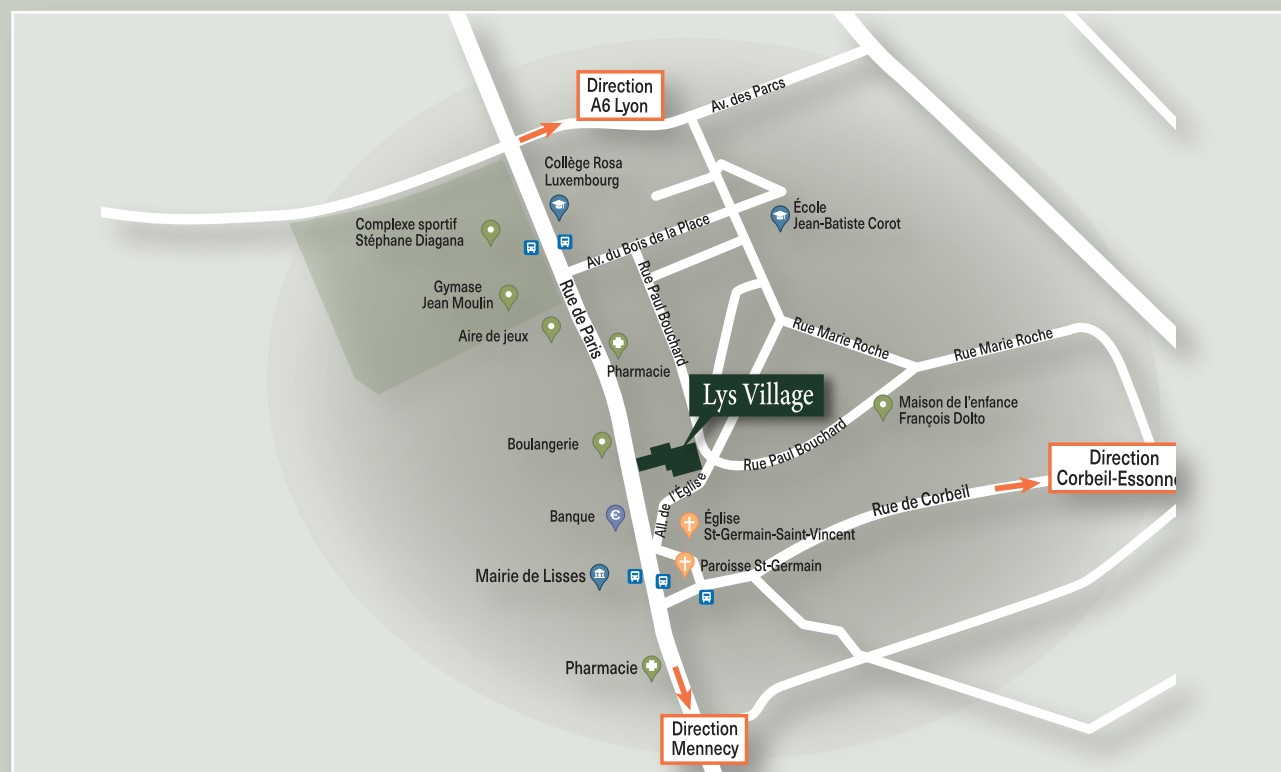 Direction
A6 Lyon
Av. des Parcs
Collège Rosa
Luxembourg
École
Jean-Batiste Corot
Complexe sportif
Stéphane Diagana
Av. du Bois de la Place
Gymase
Jean Moulin
Rue de Paris
Rue Paul Bouchard
Aire de jeux
Pharmacie
Rue Marie Roche
Rue Marie Roche
Lys Village
Maison de l'enfance
François Dolto
Boulangerie
Rue Paul Bouchard
Direction
Corbeil-Essonne
All. de l'Église
Rue de Corbeil
Banque
€
Église
St-Germain-Saint-Vincent
Paroisse St-Germain
Mairie de Lisses
Pharmacie
Direction
Mennecy